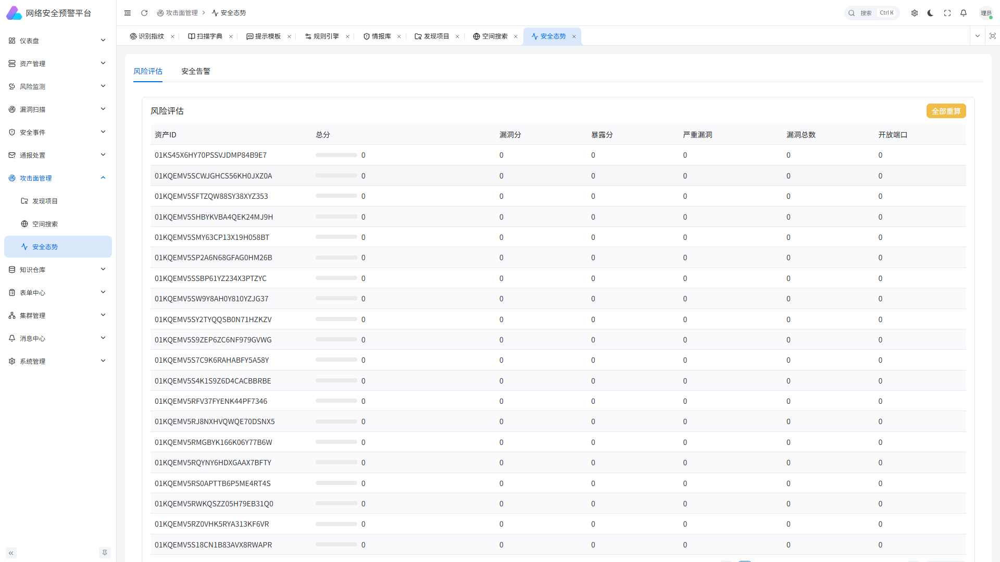 网络安全预警平台
攻击面管理 > 安全态势
搜索 Ctrl K
理员
识别指纹 扫描字典 提示模板 规则引擎 情报库 发现项目 空间搜索 安全态势
仪表盘
资产管理
风险监测
漏洞扫描
安全事件
通报处置
攻击面管理
发现项目
空间搜索
安全态势
知识仓库
表单中心
集群管理
消息中心
系统管理
风险评估 安全告警
风险评估
全部重算
资产ID 总分 漏洞分 暴露分 严重漏洞 漏洞总数 开放端口
01KS45X6HY70PSSVJDMP84B9E7 0 0 0 0 0 0
01KQEMV5SCWJGHCS56KH0JXZ0A 0 0 0 0 0 0
01KQEMV5SFTZQW88SY38XYZ353 0 0 0 0 0 0
01KQEMV5SHBYKVBA4QEK24MJ9H 0 0 0 0 0 0
01KQEMV5SMY63CP13X19H058BT 0 0 0 0 0 0
01KQEMV5SP2A6N68GFAG0HM26B 0 0 0 0 0 0
01KQEMV5SSBP61YZ234X3PTZYC 0 0 0 0 0 0
01KQEMV5SW9Y8AH0Y810YZJG37 0 0 0 0 0 0
01KQEMV5SY2TYQQSB0N71HZKZV 0 0 0 0 0 0
01KQEMV5S9ZEP6ZC6NF979GVWG 0 0 0 0 0 0
01KQEMV5S7C9K6RAHABFY5A58Y 0 0 0 0 0 0
01KQEMV5S4K1S9Z6D4CACBBRBE 0 0 0 0 0 0
01KQEMV5RFV37FYENK44PF7346 0 0 0 0 0 0
01KQEMV5RJ8NXHVQWQE70DSNX5 0 0 0 0 0 0
01KQEMV5RMGBYK166K06Y77B6W 0 0 0 0 0 0
01KQEMV5RQYNY6HDXGAAX7BFTY 0 0 0 0 0 0
01KQEMV5RS0APTTB6P5ME4RT4S 0 0 0 0 0 0
01KQEMV5RWKQSZZ05H79EB31Q0 0 0 0 0 0 0
01KQEMV5RZ0VHK5RYA313KF6VR 0 0 0 0 0 0
01KQEMV5S18CN1B83AVX8RWAPR 0 0 0 0 0 0